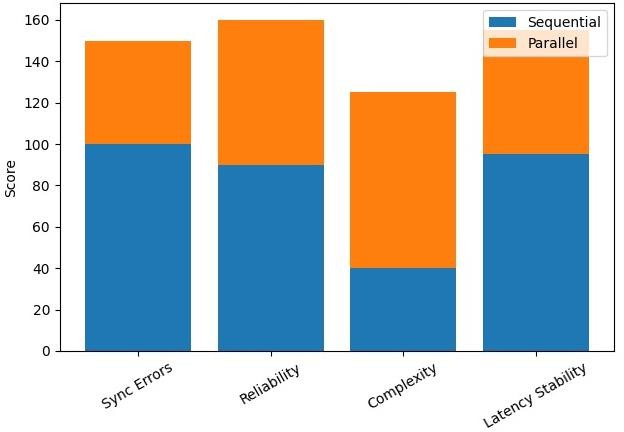 Sequential
Parallel
Score
160
140
120
100
80
60
40
20
0
Sync Errors
Reliability
Complexity
Latency Stability